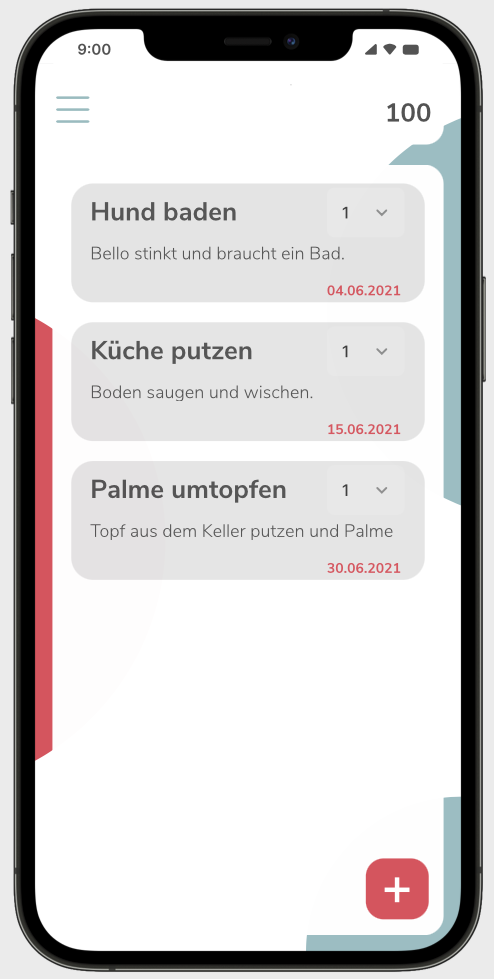 9:00
100
Hund baden
1
Bello stinkt und braucht ein Bad.
04.06.2021
Küche putzen
1
Boden saugen und wischen.
15.06.2021
Palme umtopfen
1
Topf aus dem Keller putzen und Palme
30.06.2021
+